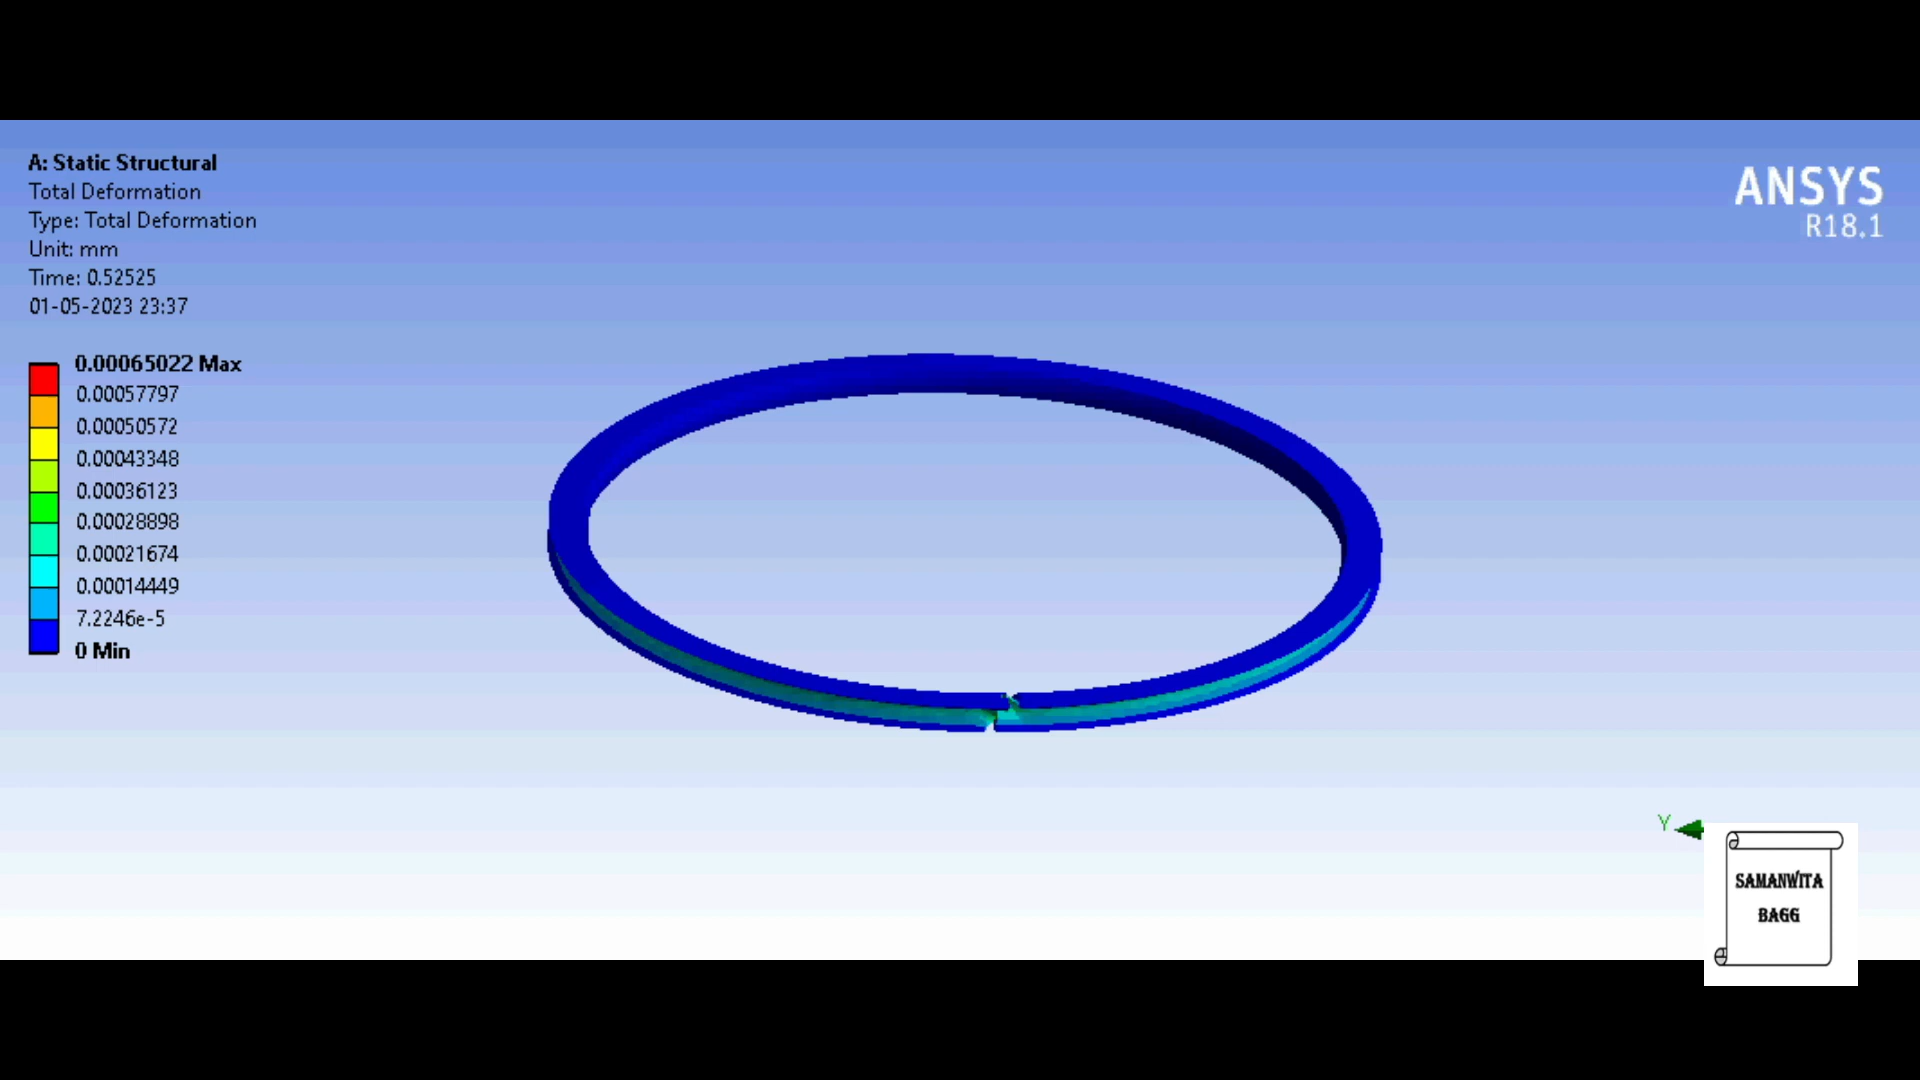 A: Static Structural
Total Deformation
Type: Total Deformation
Unit: mm
Time: 0.52525
01-05-2023 23:37
ANSYS
R18.1
0.00065022 Max
0.00057797
0.00050572
0.00043348
0.00036123
0.00028898
0.00021674
0.00014449
7.2246e-5
0 Min
Y
SAMANWITA
BAGG